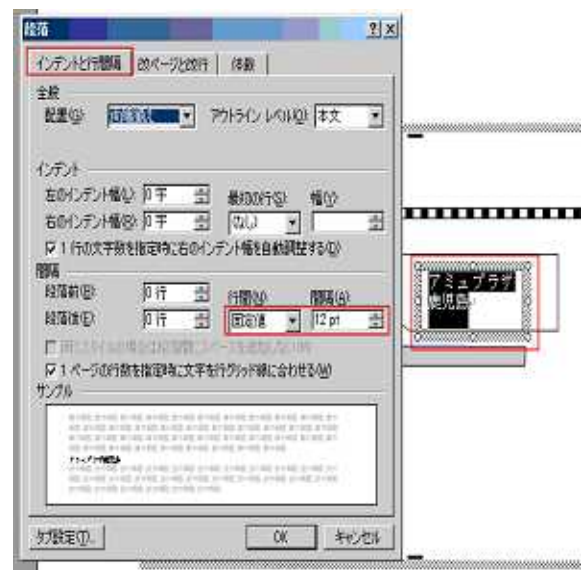 段落
インデントと行間隔 改ページと改行 体裁
全般
配置(G): 両端揃え アウトライン レベル(O): 本文
インデント
左のインデント幅(L): 0 字 最初の行(S): 幅(Y):
右のインデント幅(R): 0 字 (なし)
1 行の文字数を指定時に右のインデント幅を自動調整する(D)
間隔
段落前(B): 0 行 行間(N): 間隔(A):
段落後(E): 0 行 固定値 12 pt
1 ページの行数を指定時に文字を行グリッド線に合わせる(W)
サンプル
タブ設定(T)... OK キャンセル
アミュプラザ
鹿児島